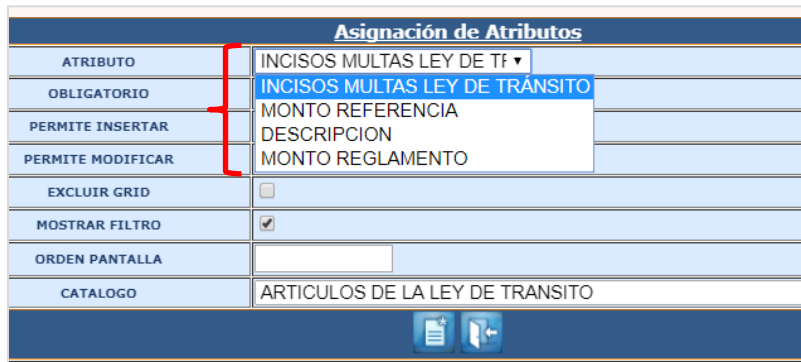 Asignación de Atributos
ATRIBUTO INCISOS MULTAS LEY DE TF
OBLIGATORIO INCISOS MULTAS LEY DE TRÁNSITO
MONTO REFERENCIA
PERMITE INSERTAR DESCRIPCION
PERMITE MODIFICAR MONTO REGLAMENTO
EXCLUIR GRID
MOSTRAR FILTRO
ORDEN PANTALLA
CATALOGO ARTICULOS DE LA LEY DE TRANSITO